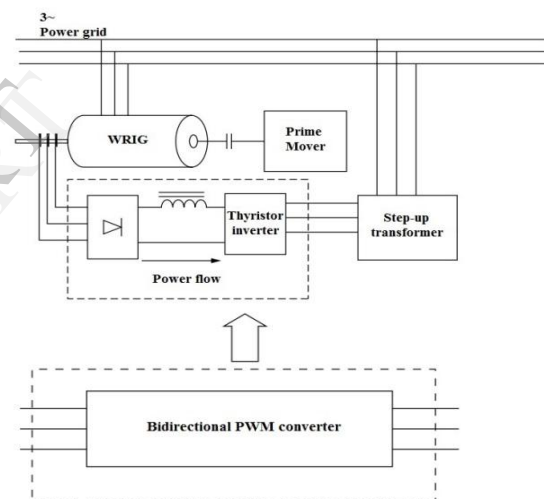 3~
Power grid
WRIG
Prime
Mover
Thyristor
inverter
Step-up
transformer
Power flow
Bidirectional PWM converter